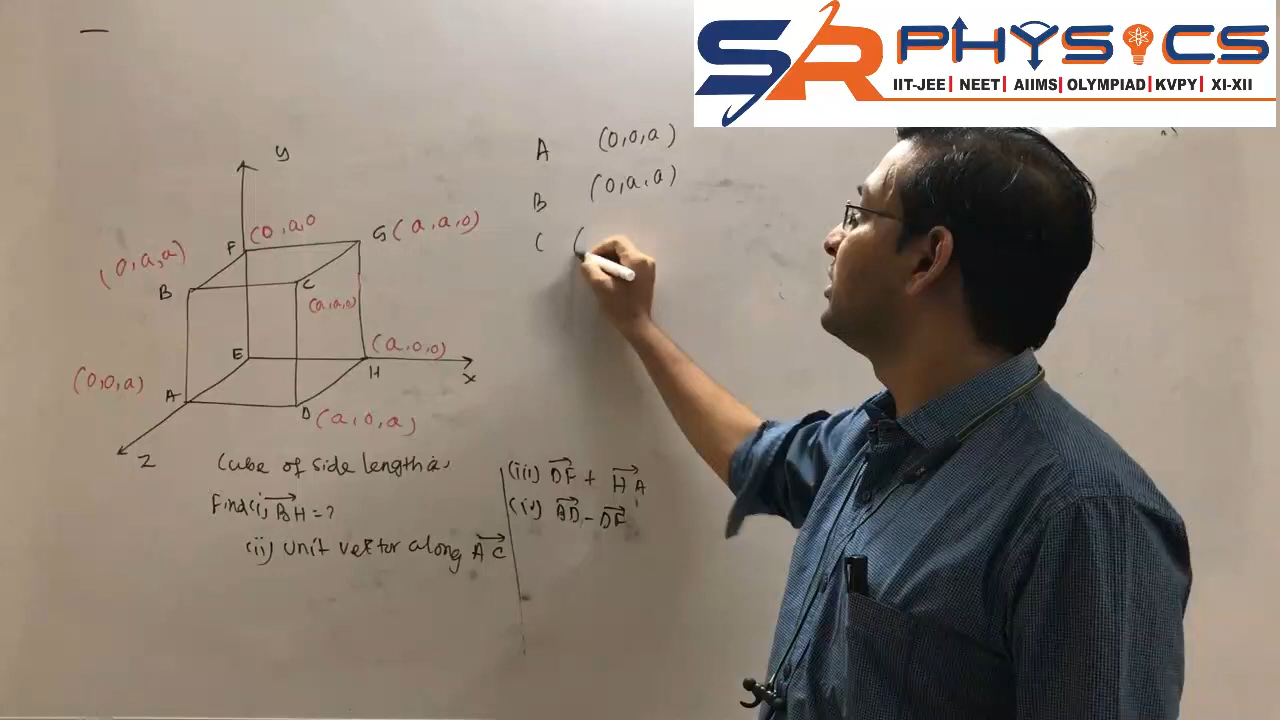 SR PHYSICS
IIT-JEE | NEET | AIIMS | OLYMPIAD | KVPY | XI-XII
y
F (0, a, 0
G (a, a, 0)
(0, a, a)
B
C
(a, a, a)
E
(a, 0, 0)
H
x
(0, 0, a)
A
D (a, 0, a)
Z
Cube of side length a.
Find (i) BH = ?
(ii) unit vector along AC
(iii) DF + HA
(iv) BD - DF
A (0, 0, a)
B (0, a, a)
C (